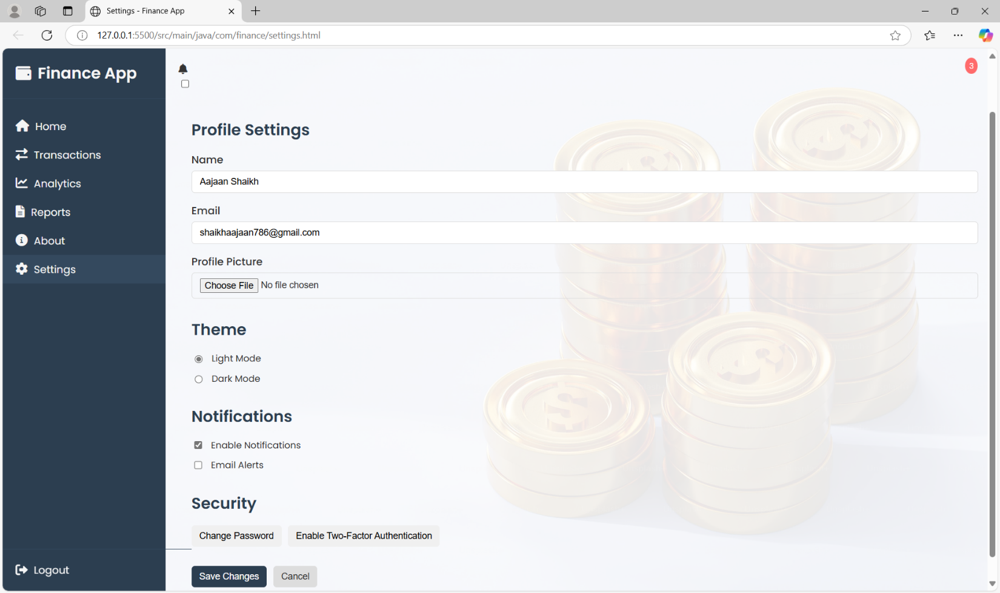 Settings - Finance App
127.0.0.1:5500/src/main/java/com/finance/settings.html
Finance App
3
Home
Transactions
Analytics
Reports
About
Settings
Logout
Profile Settings
Name
Aajaan Shaikh
Email
shaikhaajaan786@gmail.com
Profile Picture
Choose File No file chosen
Theme
Light Mode
Dark Mode
Notifications
Enable Notifications
Email Alerts
Security
Change Password Enable Two-Factor Authentication
Save Changes Cancel
$